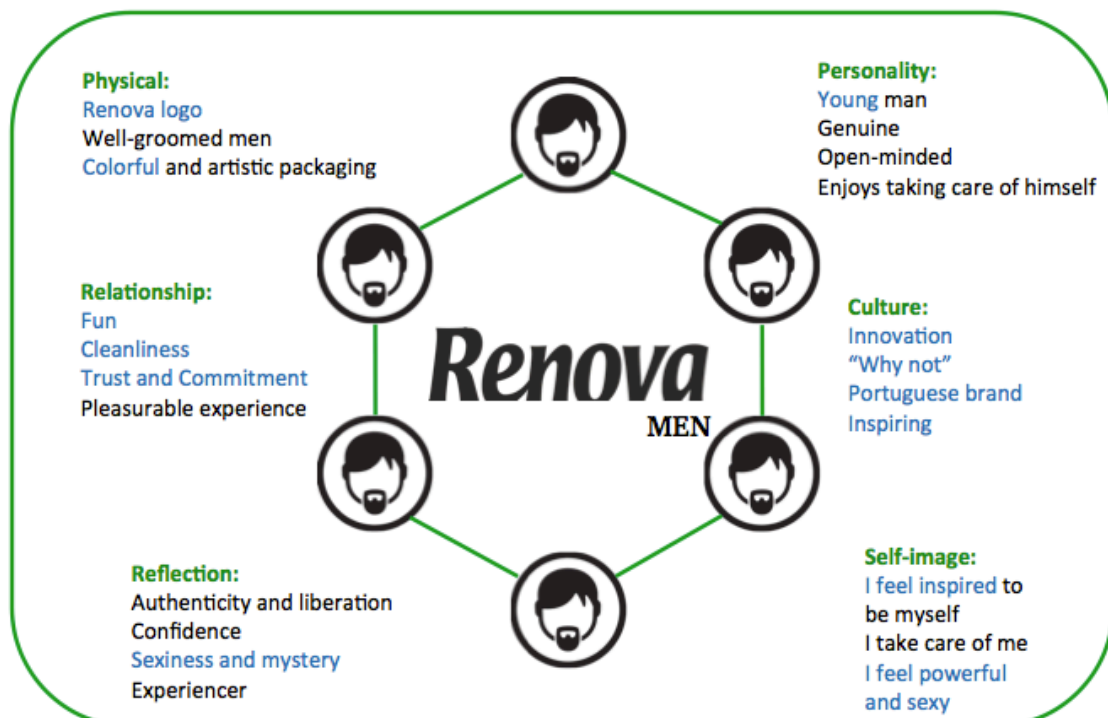 Physical:
Renova logo
Well-groomed men
Colorful and artistic packaging
Personality:
Young man
Genuine
Open-minded
Enjoys taking care of himself
Relationship:
Fun
Cleanliness
Trust and Commitment
Pleasurable experience
Culture:
Innovation
“Why not”
Portuguese brand
Inspiring
Renova
MEN
Reflection:
Authenticity and liberation
Confidence
Sexiness and mystery
Experiencer
Self-image:
I feel inspired to
be myself
I take care of me
I feel powerful
and sexy